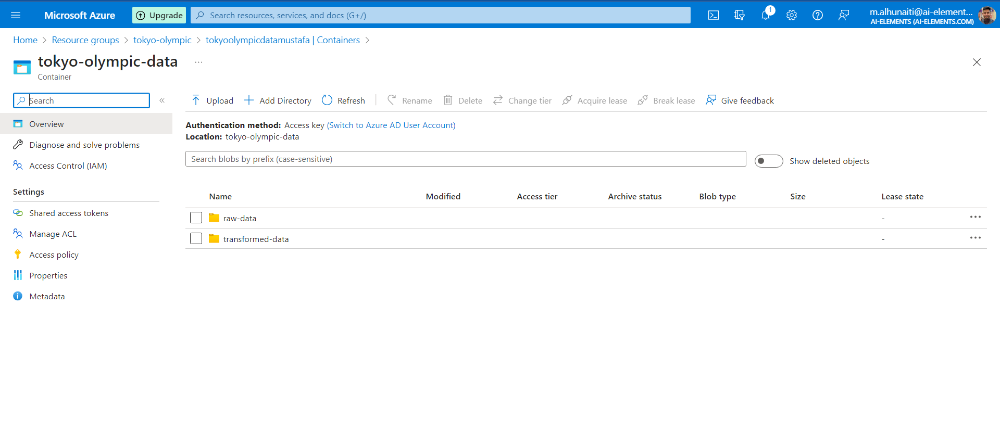 Microsoft Azure
Upgrade
Search resources, services, and docs (G+/)
1
m.alhunaiti@ai-element...
AI-ELEMENTS (AI-ELEMENTS.COM)
Home > Resource groups > tokyo-olympic > tokyoolympicdatamustafa | Containers >
tokyo-olympic-data ...
Container
Search «
Upload Add Directory Refresh Rename Delete Change tier Acquire lease Break lease Give feedback
Overview
Diagnose and solve problems
Access Control (IAM)
Settings
Shared access tokens
Manage ACL
Access policy
Properties
Metadata
Authentication method: Access key (Switch to Azure AD User Account)
Location: tokyo-olympic-data
Search blobs by prefix (case-sensitive)
Show deleted objects
Name Modified Access tier Archive status Blob type Size Lease state
raw-data - ...
transformed-data - ...